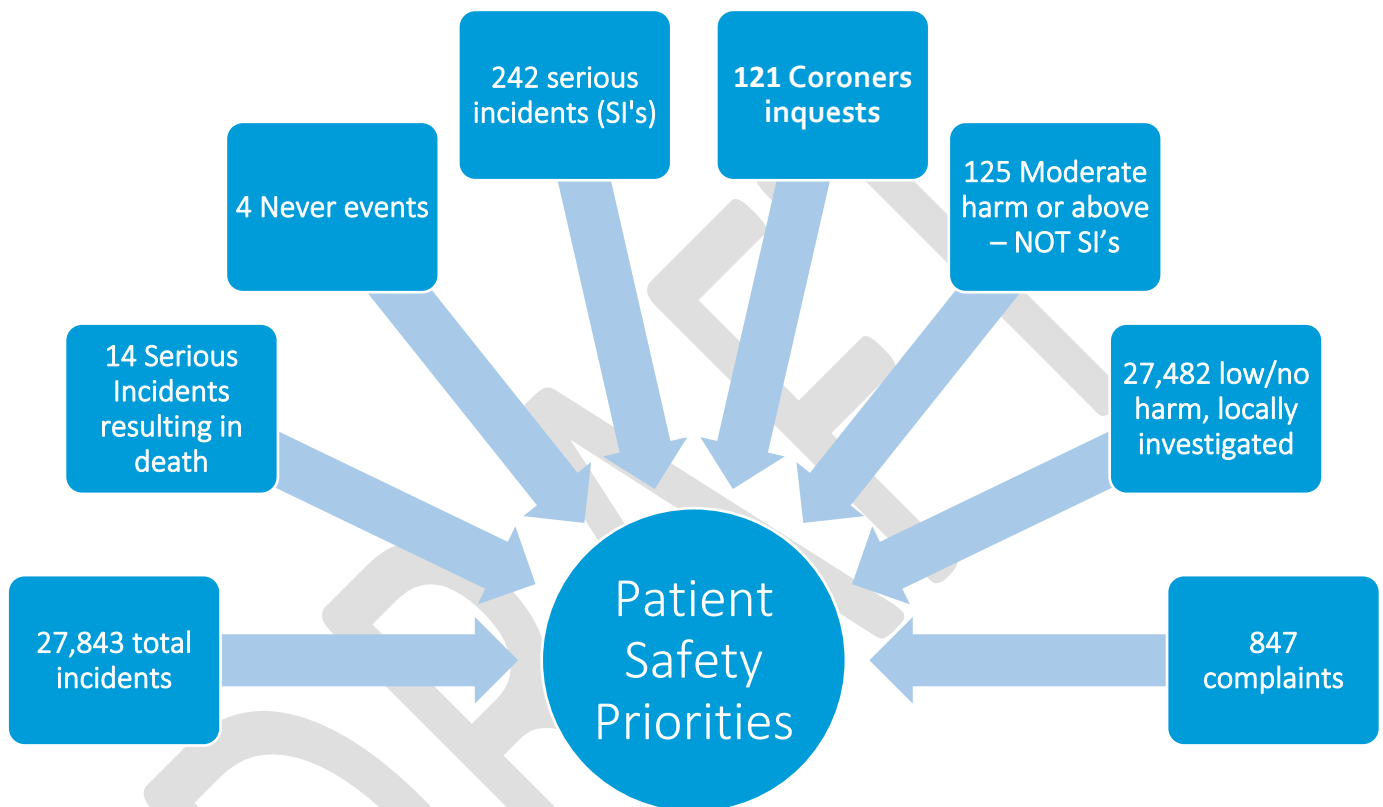 242 serious
incidents (SI's)
121 Coroners
inquests
4 Never events
125 Moderate
harm or above
– NOT SI’s
14 Serious
Incidents
resulting in
death
27,482 low/no
harm, locally
investigated
27,843 total
incidents
Patient
Safety
Priorities
847
complaints
DRAFT